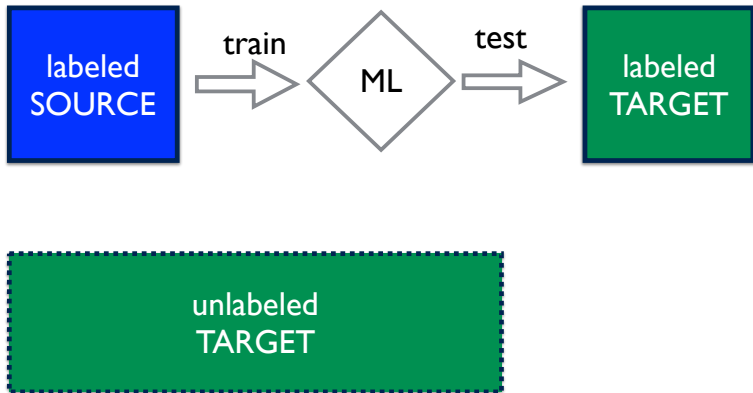 train
test
labeled
SOURCE
ML
labeled
TARGET
unlabeled
TARGET